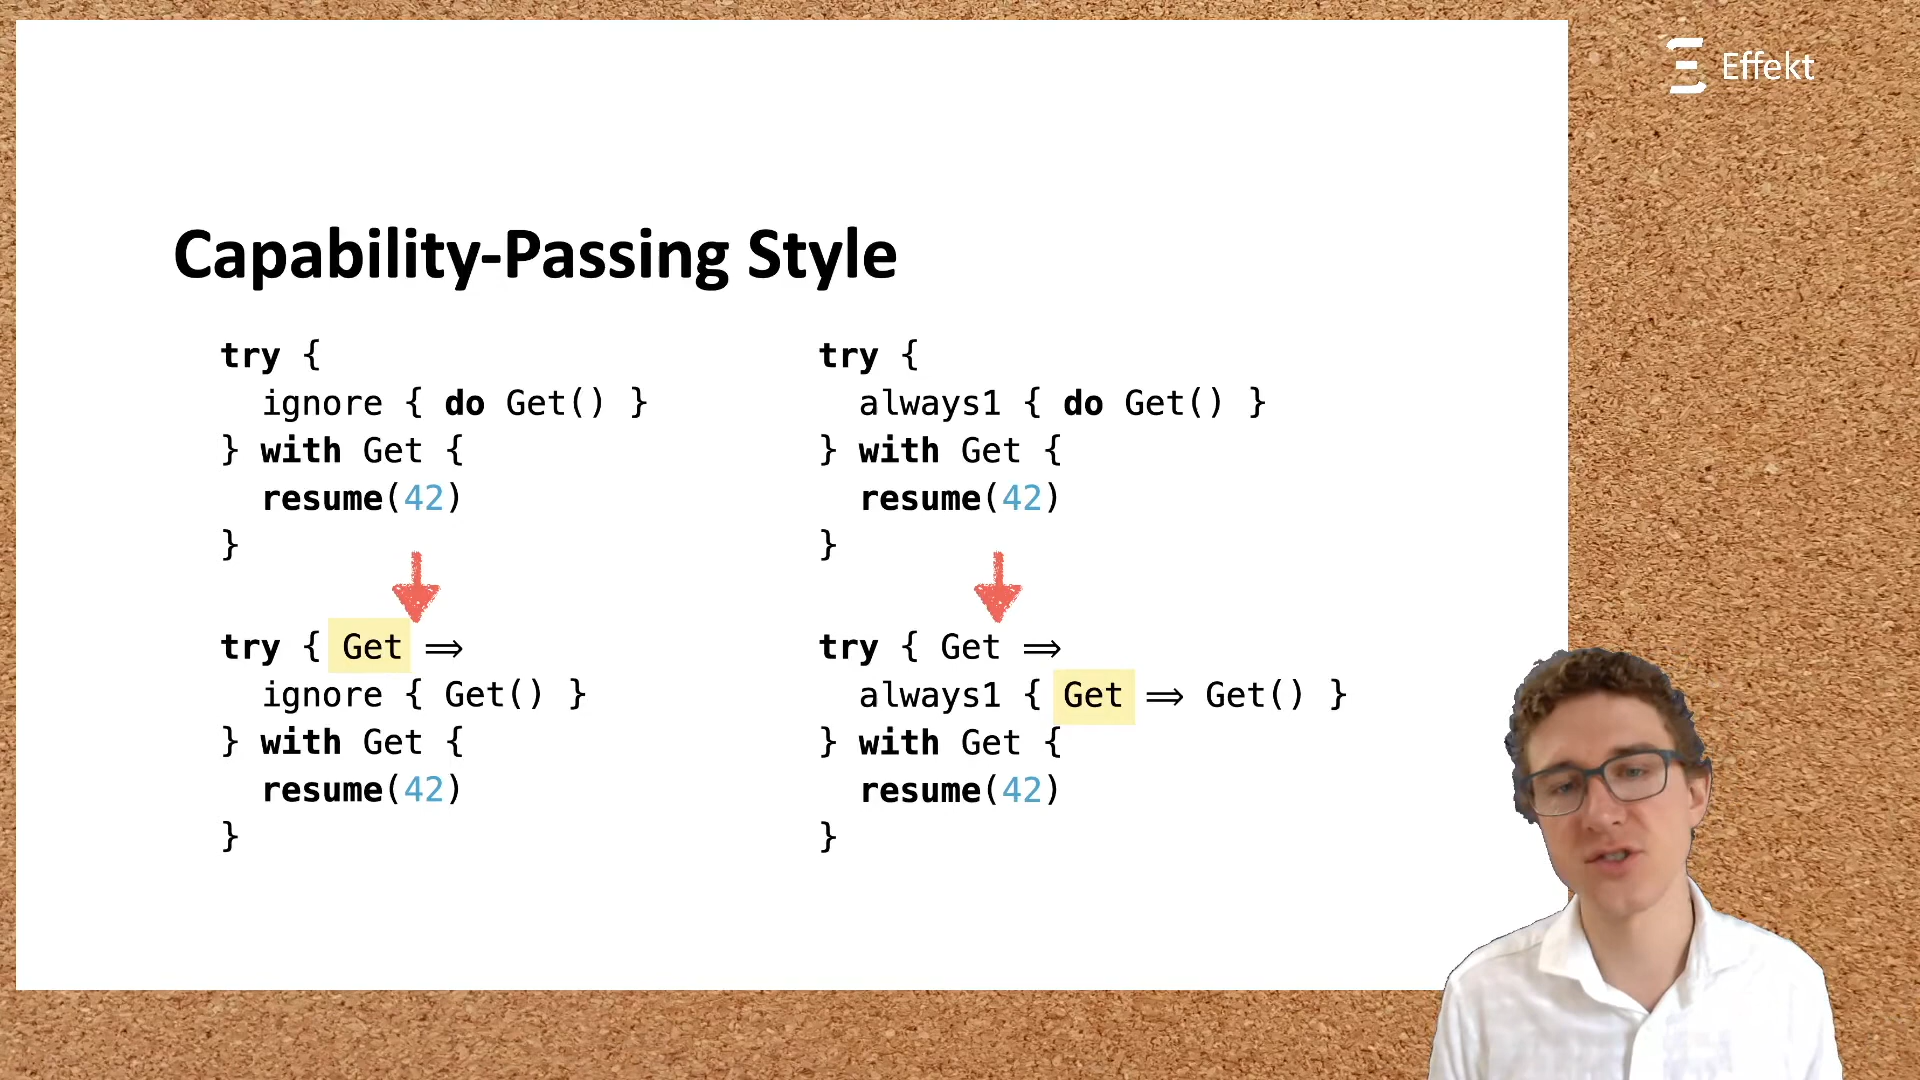 Effekt
Capability-Passing Style
try {
ignore { do Get() }
} with Get {
resume(42)
}
try { Get ⟹
ignore { Get() }
} with Get {
resume(42)
}
try {
always1 { do Get() }
} with Get {
resume(42)
}
try { Get ⟹
always1 { Get ⟹ Get() }
} with Get {
resume(42)
}